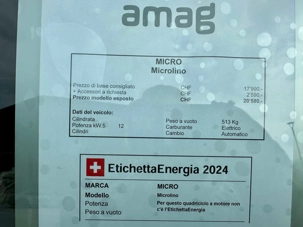 amag
MICRO
Microlino
Prezzo di base consigliato CHF 17'990.-
+ Accessori a richiesta CHF
Prezzo modello esposto CHF
Dati del veicolo:
Cilindrata Peso a vuoto 513 Kg
Potenza kW.5 12 Carburante Elettrico
Cilindri Cambio Automatico
EtichettaEnergia 2024
MARCA MICRO
Modello Microlino
Potenza Per questo quadriciclo a motore non
Peso a vuoto c'è l'EtichettaEnergia